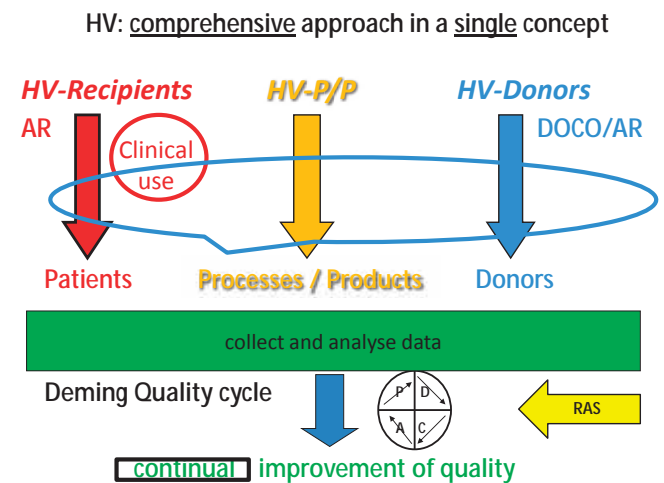 HV: comprehensive approach in a single concept
HV-Recipients HV-P/P HV-Donors
AR DOCO/AR
Clinical
use
Patients Processes / Products Donors
collect and analyse data
Deming Quality cycle
P D
A C
RAS
continual improvement of quality